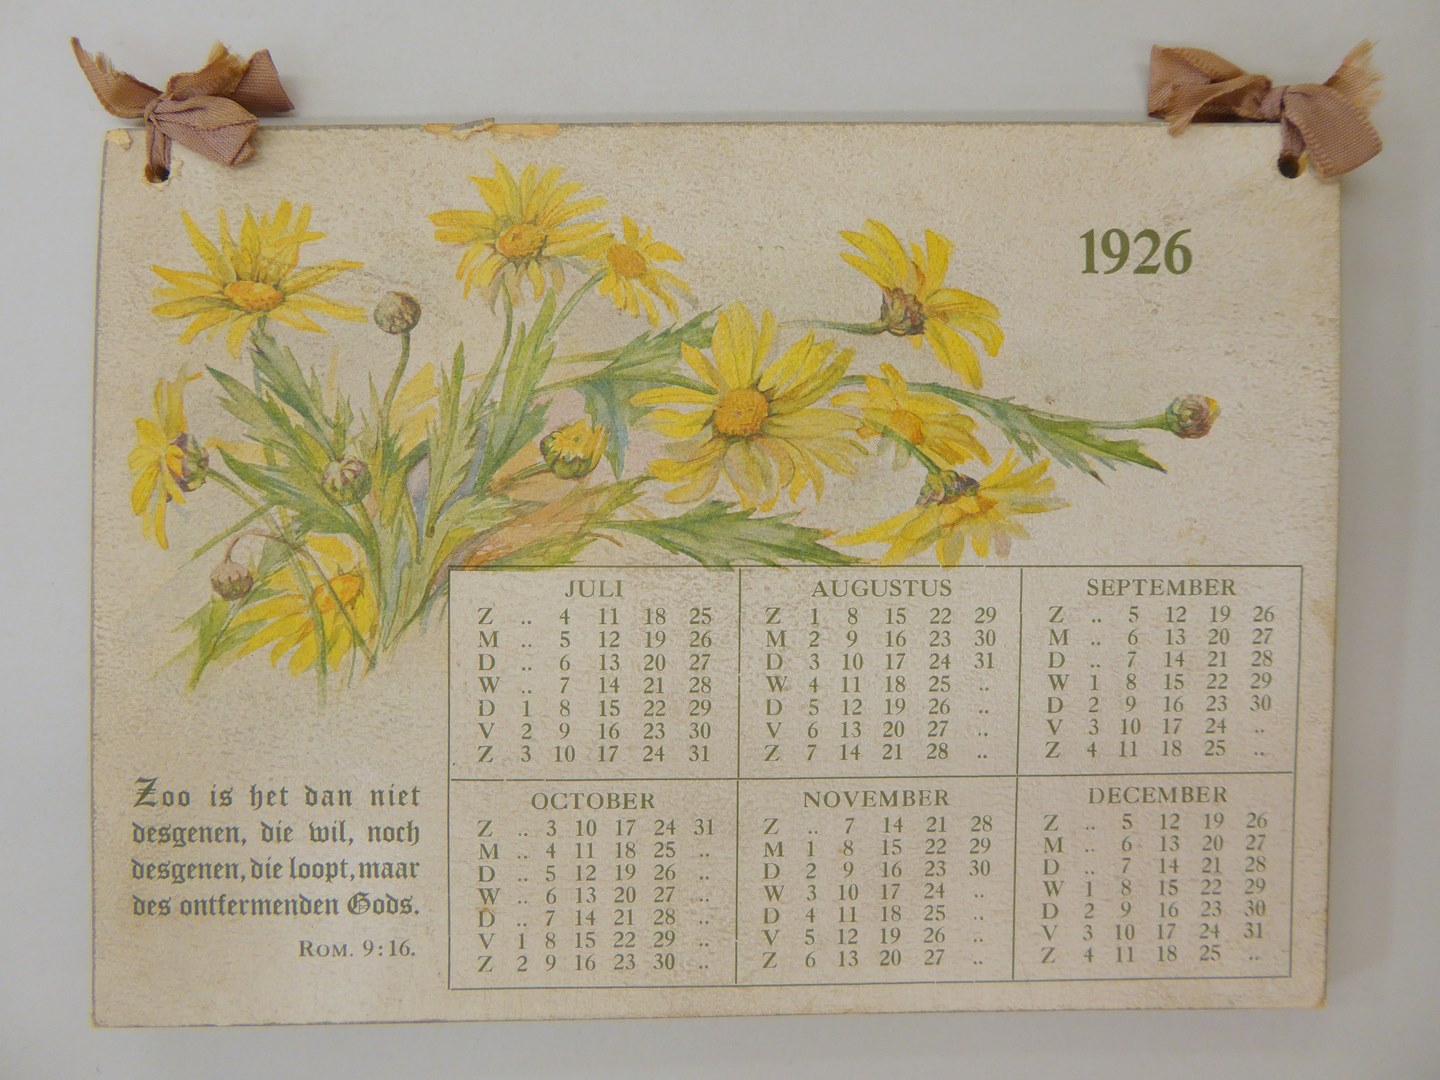 1926
JULI
Z .. 4 11 18 25
M .. 5 12 19 26
D .. 6 13 20 27
W .. 7 14 21 28
D 1 8 15 22 29
V 2 9 16 23 30
Z 3 10 17 24 31
AUGUSTUS
Z 1 8 15 22 29
M 2 9 16 23 30
D 3 10 17 24 31
W 4 11 18 25 ..
D 5 12 19 26 ..
V 6 13 20 27 ..
Z 7 14 21 28 ..
SEPTEMBER
Z .. 5 12 19 26
M .. 6 13 20 27
D .. 7 14 21 28
W 1 8 15 22 29
D 2 9 16 23 30
V 3 10 17 24 ..
Z 4 11 18 25 ..
Zoo is het dan niet
desgenen, die wil, noch
desgenen, die loopt, maar
des ontfermenden Gods.
ROM. 9:16.
OCTOBER
Z .. 3 10 17 24 31
M .. 4 11 18 25 ..
D .. 5 12 19 26 ..
W .. 6 13 20 27 ..
D .. 7 14 21 28 ..
V 1 8 15 22 29 ..
Z 2 9 16 23 30 ..
NOVEMBER
Z .. 7 14 21 28
M 1 8 15 22 29
D 2 9 16 23 30
W 3 10 17 24 ..
D 4 11 18 25 ..
V 5 12 19 26 ..
Z 6 13 20 27 ..
DECEMBER
Z .. 5 12 19 26
M .. 6 13 20 27
D .. 7 14 21 28
W 1 8 15 22 29
D 2 9 16 23 30
V 3 10 17 24 31
Z 4 11 18 25 ..